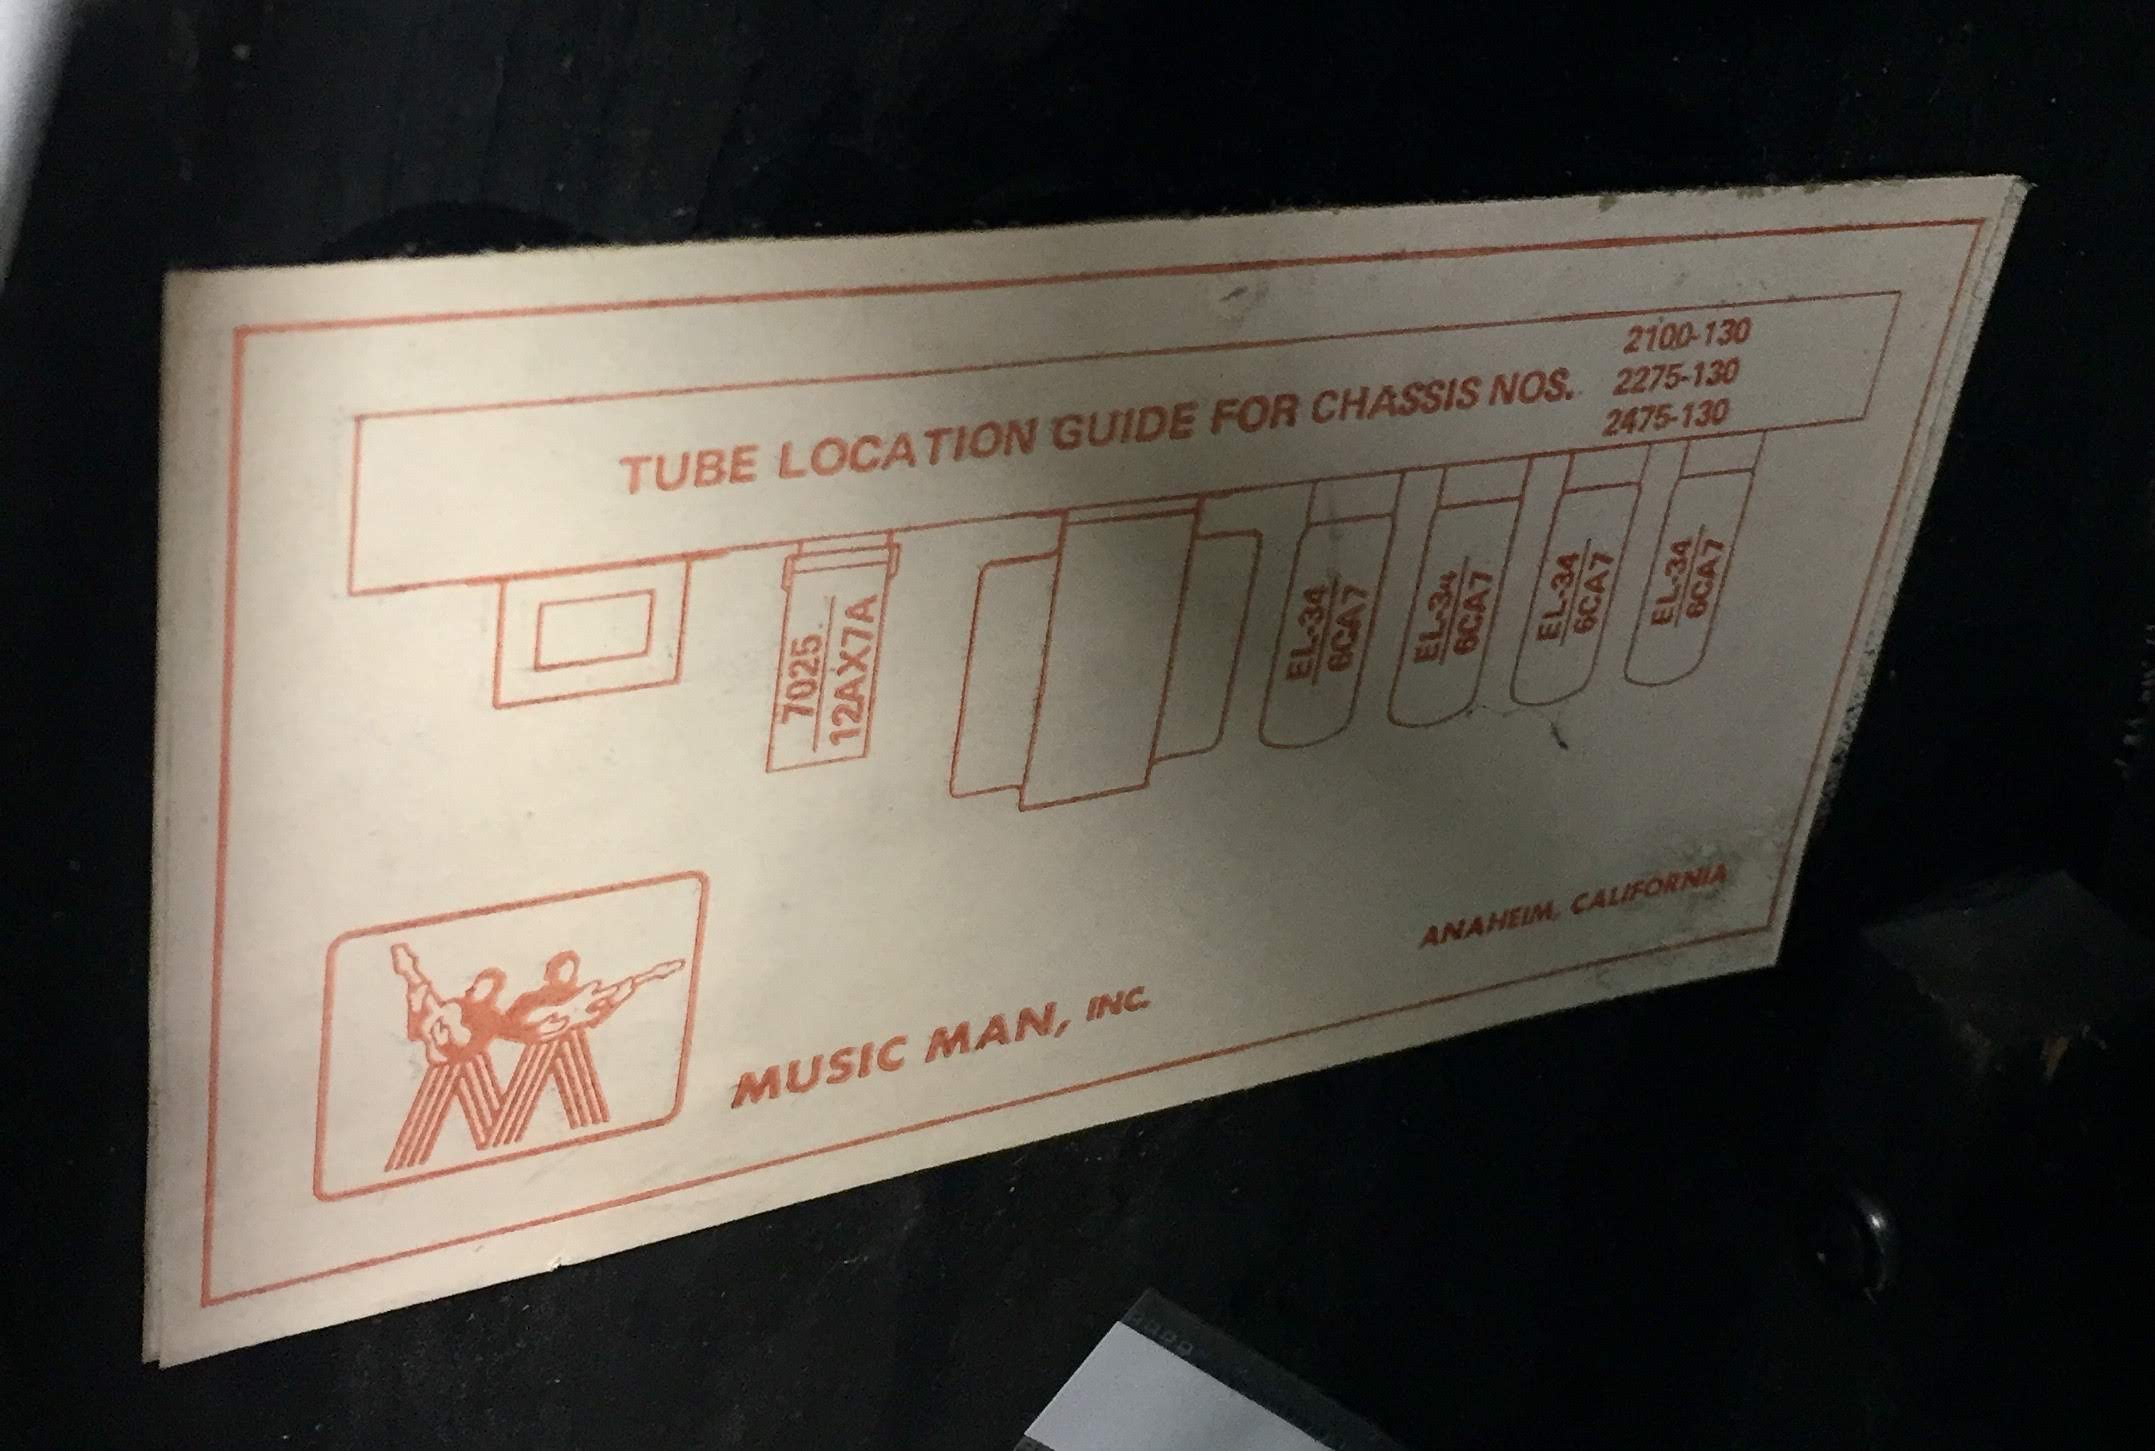 2100-130
TUBE LOCATION GUIDE FOR CHASSIS NOS. 2275-130
2475-130
7025
12AX7A
EL-34
6CA7
EL-34
6CA7
EL-34
6CA7
EL-34
6CA7
MUSIC MAN, INC.
ANAHEIM, CALIFORNIA